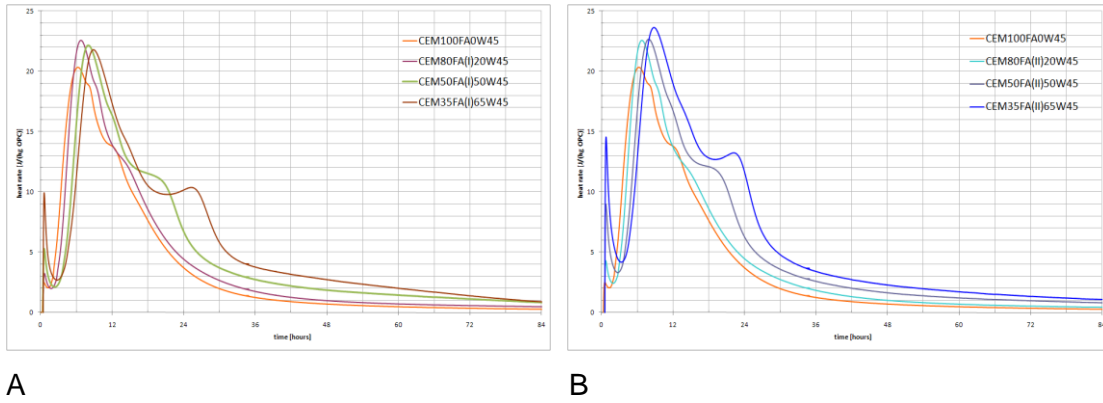 25
20
15
10
5
0
heat rate [J/(kg OPC)]
0 12 24 36 48 60 72 84
time [hours]
CEM100FA0W45
CEM80FA(I)20W45
CEM50FA(I)50W45
CEM35FA(I)65W45
A
25
20
15
10
5
0
heat rate [J/(kg OPC)]
0 12 24 36 48 60 72 84
time [hours]
CEM100FA0W45
CEM80FA(II)20W45
CEM50FA(II)50W45
CEM35FA(II)65W45
B